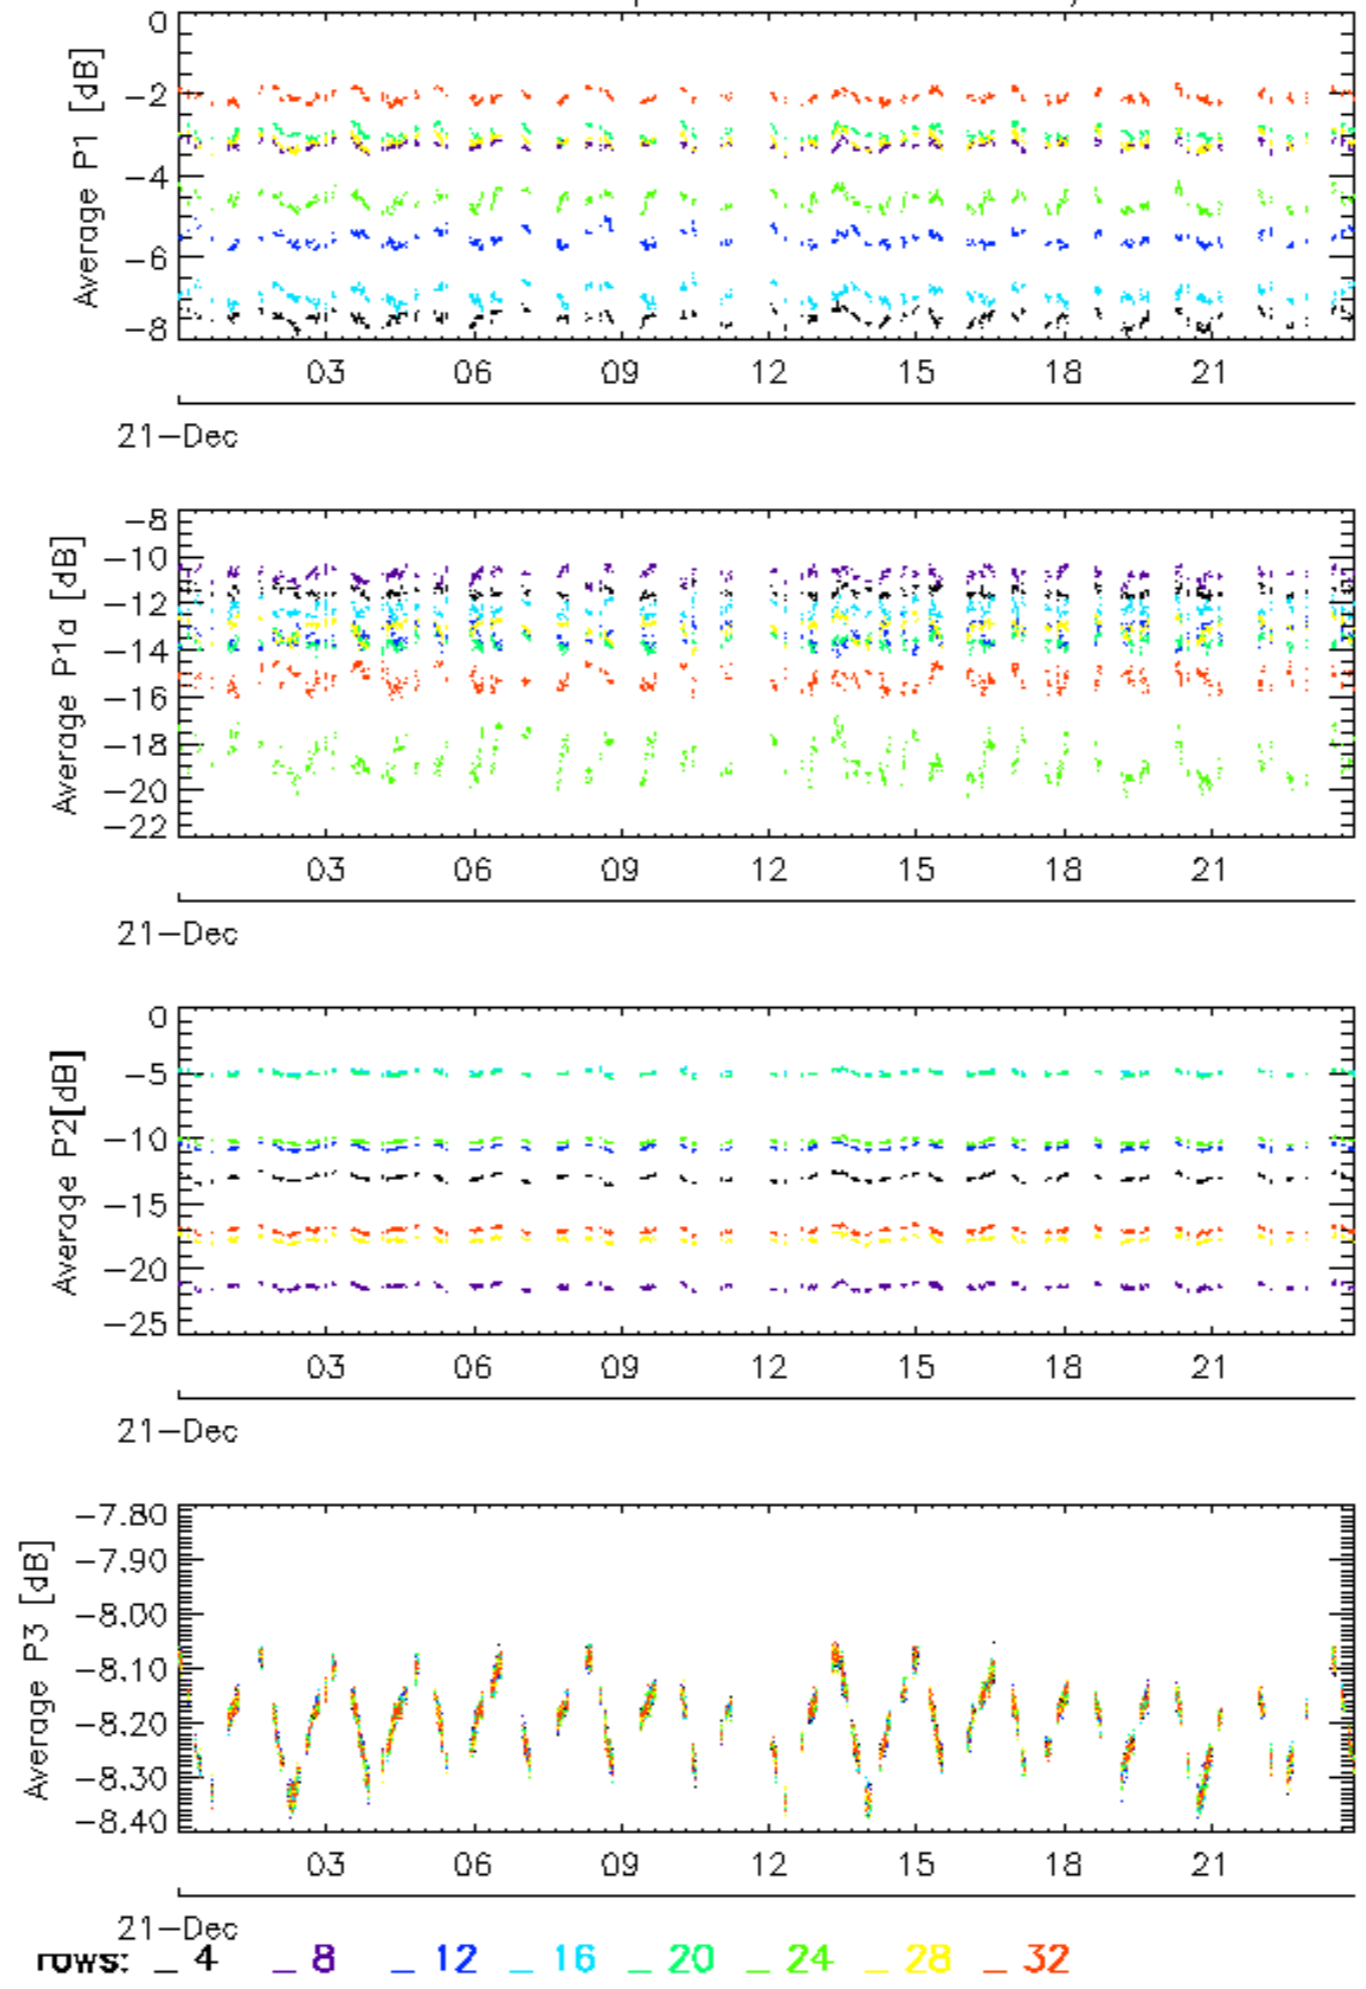 0
−2
−4
−6
−8
Average P1 [dB]
03 06 09 12 15 18 21
21−Dec
−8
−10
−12
−14
−16
−18
−20
−22
Average P1a [dB]
03 06 09 12 15 18 21
21−Dec
0
−5
−10
−15
−20
−25
Average P2[dB]
03 06 09 12 15 18 21
21−Dec
−7.80
−7.90
−8.00
−8.10
−8.20
−8.30
−8.40
Average P3 [dB]
03 06 09 12 15 18 21
21−Dec
rows: _ 4 _ 8 _ 12 _ 16 _ 20 _ 24 _ 28 _ 32